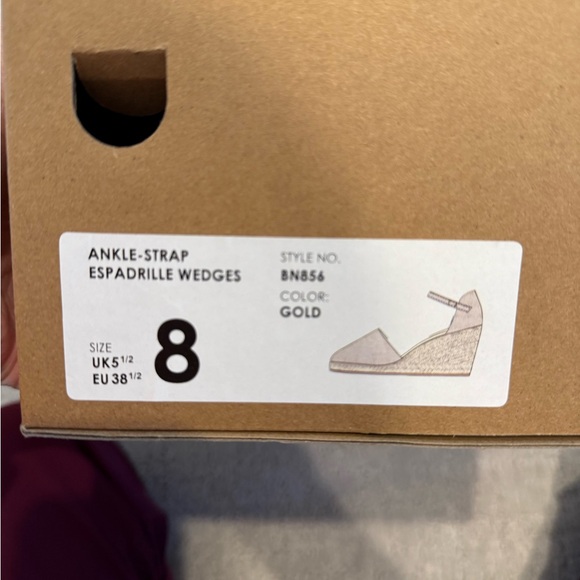 ANKLE-STRAP
ESPADRILLE WEDGES
STYLE NO.
BN856
COLOR:
GOLD
SIZE
UK5 1/2
EU 38 1/2
8